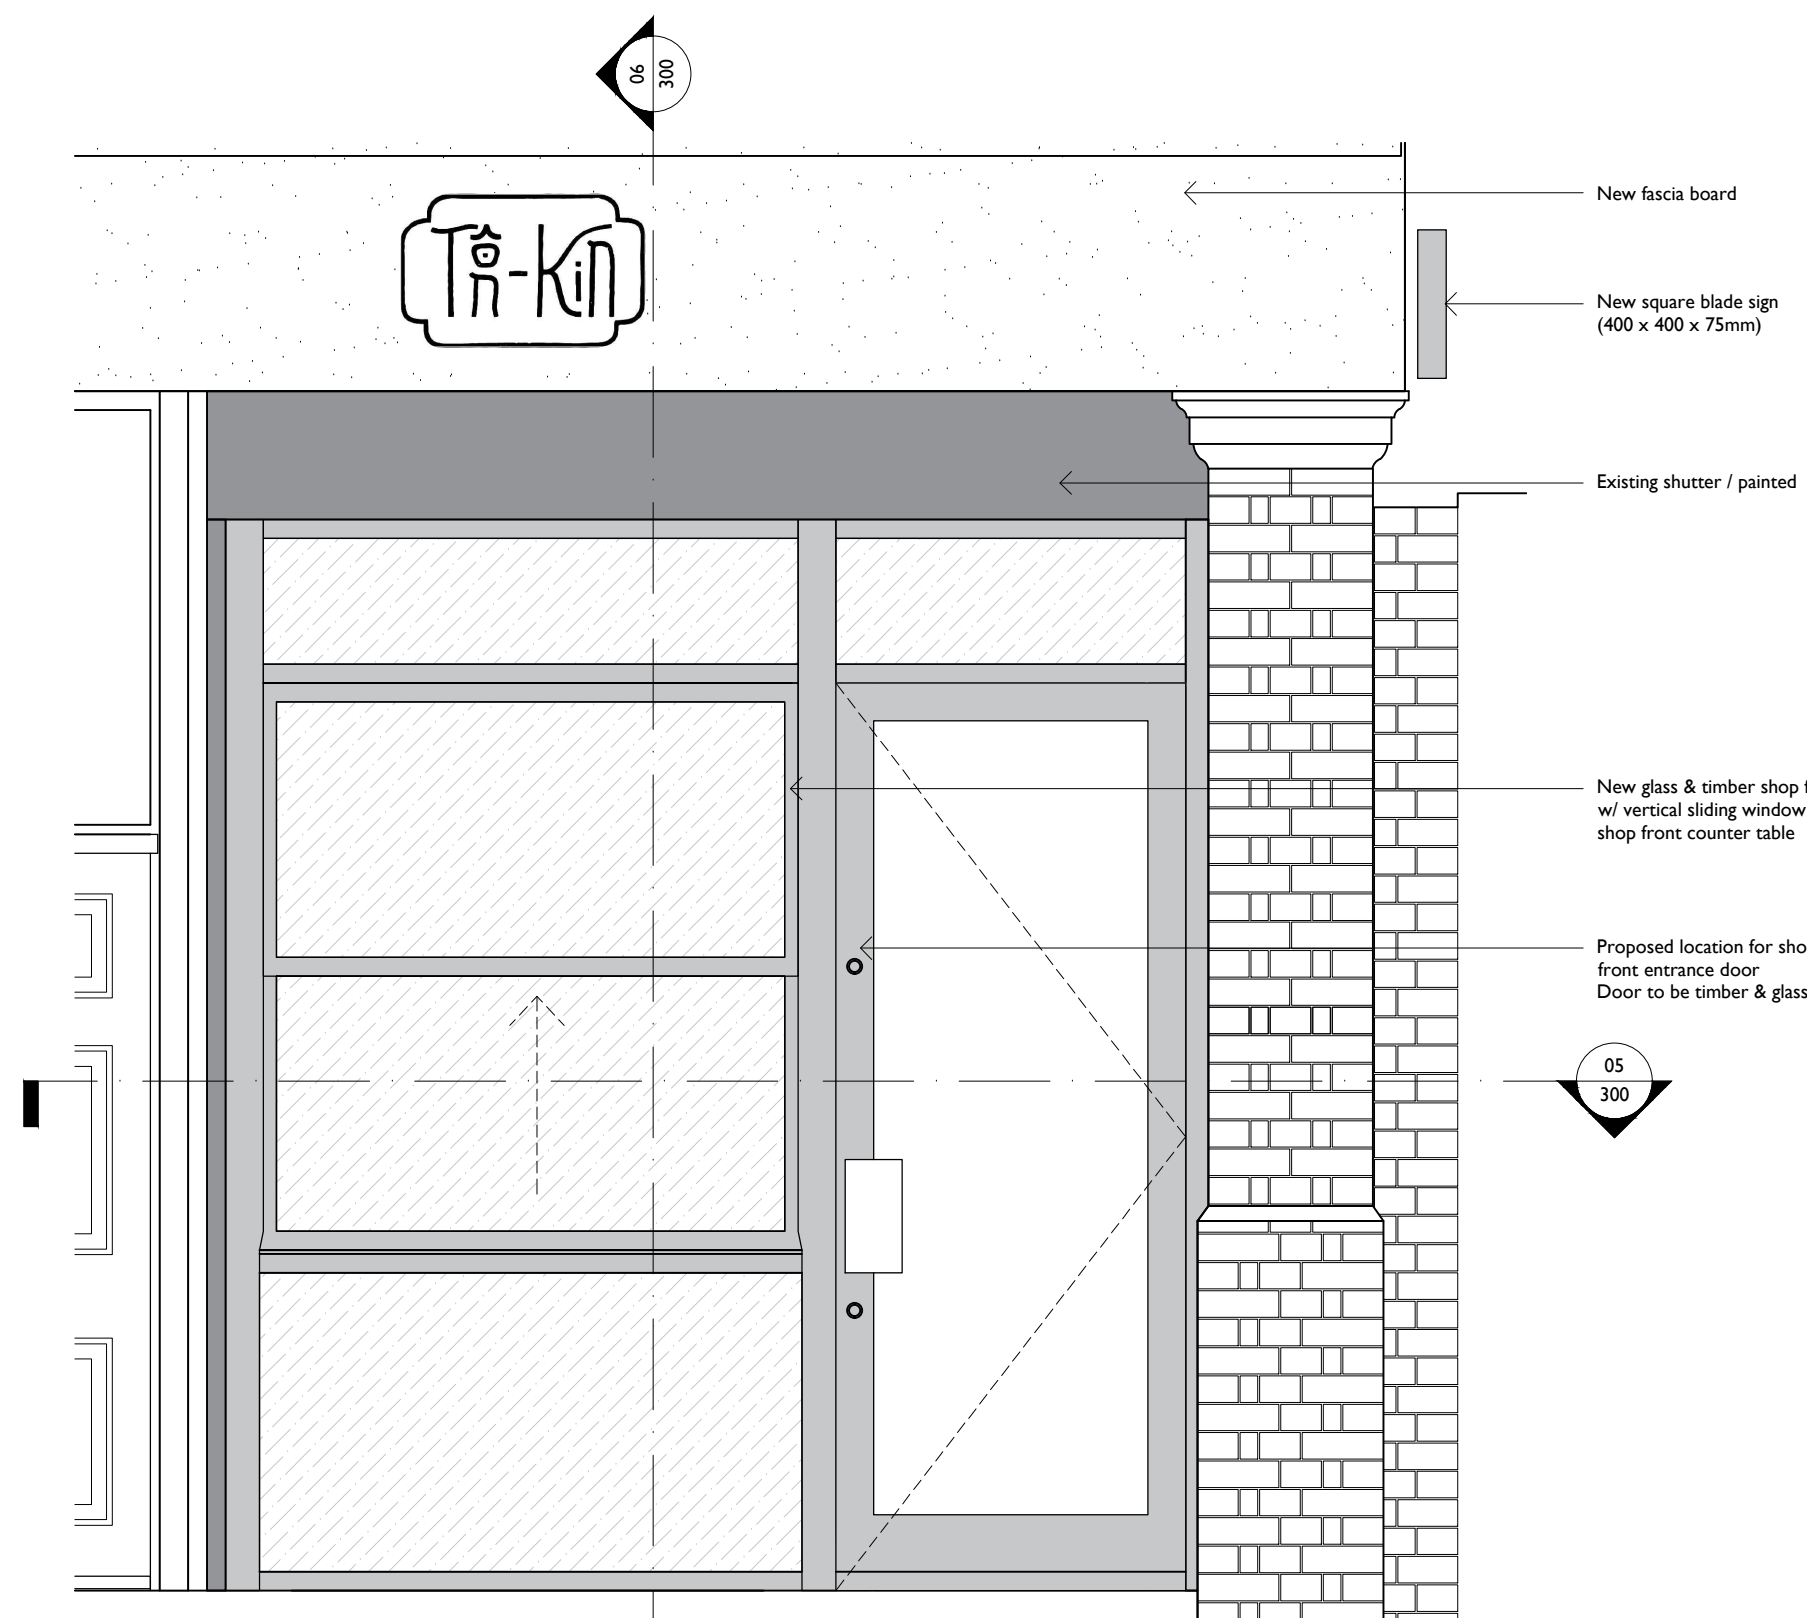 06
300
Tòn-Kin
New fascia board
New square blade sign
(400 x 400 x 75mm)
Existing shutter / painted
New glass & timber shop
w/ vertical sliding window
shop front counter table
Proposed location for
front entrance door
Door to be timber & glass
05
300